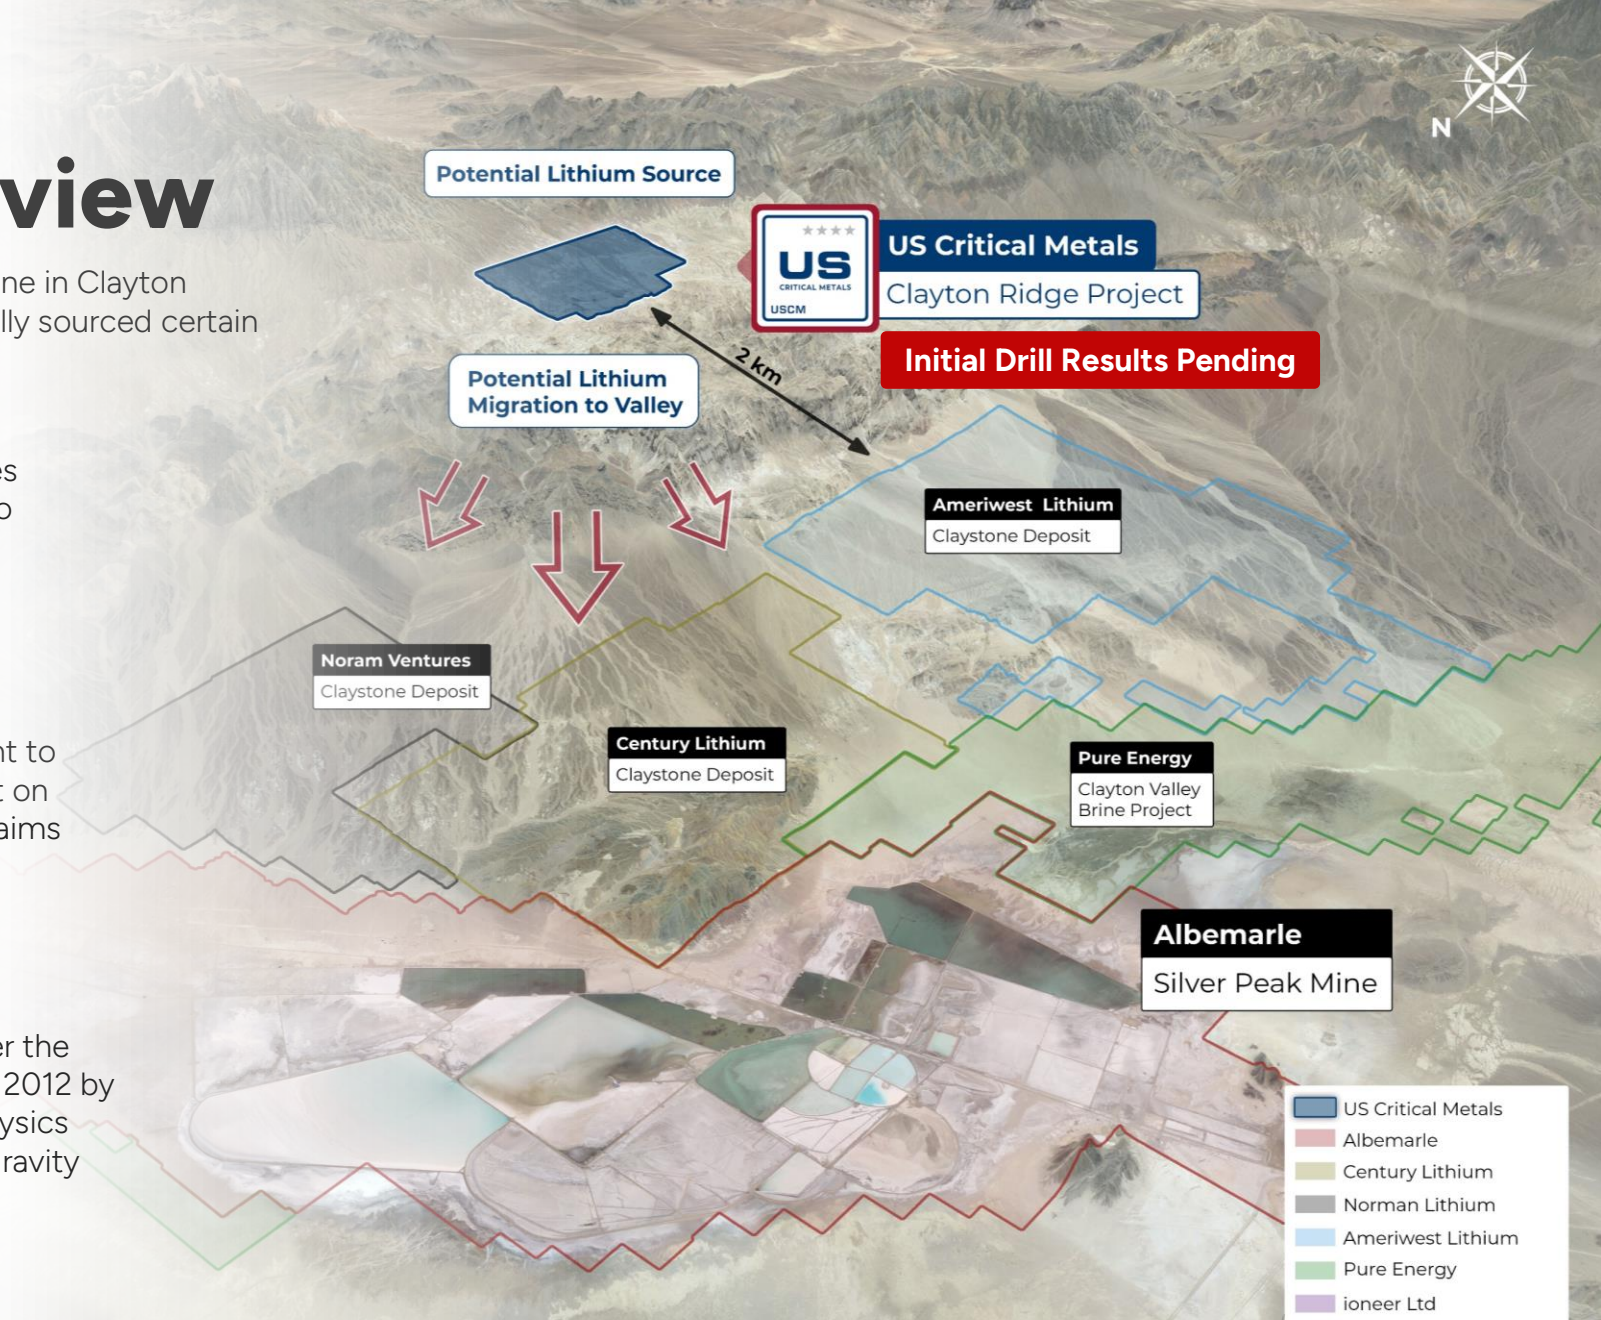 view
ne in Clayton
lly sourced certain
es
o
nt to
t on
aims
er the
2012 by
ysics
ravity
N
Potential Lithium Source
US
CRITICAL METALS
USCM
US Critical Metals
Clayton Ridge Project
Initial Drill Results Pending
2 km
Potential Lithium
Migration to Valley
Ameriwest Lithium
Claystone Deposit
Noram Ventures
Claystone Deposit
Century Lithium
Claystone Deposit
Pure Energy
Clayton Valley
Brine Project
Albemarle
Silver Peak Mine
US Critical Metals
Albemarle
Century Lithium
Norman Lithium
Ameriwest Lithium
Pure Energy
ioneer Ltd